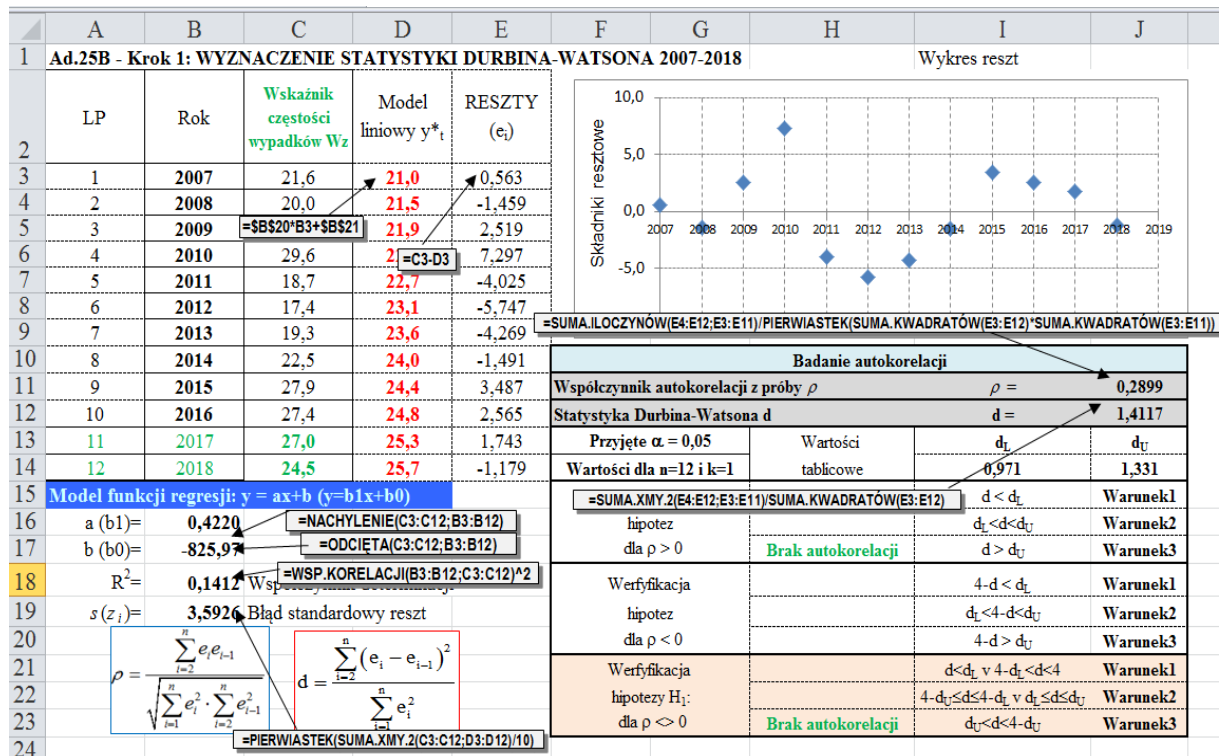 A B C D E F G H I J
1 Ad.25B - Krok 1: WYZNACZENIE STATYSTYKI DURBINA-WATSONA 2007-2018 Wykres reszt
2 LP Rok Wskaźnik częstości wypadków Wz Model liniowy y*t RESZTY (ei)
3 1 2007 21,6 21,0 0,563
4 2 2008 20,0 21,5 -1,459
5 3 2009 21,9 2,519
=$B$20*B3+$B$21
6 4 2010 29,6 7,297
=C3-D3
7 5 2011 18,7 22,7 -4,025
8 6 2012 17,4 23,1 -5,747
9 7 2013 19,3 23,6 -4,269
10 8 2014 22,5 24,0 -1,491
11 9 2015 27,9 24,4 3,487
12 10 2016 27,4 24,8 2,565
13 11 2017 27,0 25,3 1,743
14 12 2018 24,5 25,7 -1,179
Składniki resztowe
10,0
5,0
0,0
-5,0
2007 2008 2009 2010 2011 2012 2013 2014 2015 2016 2017 2018 2019
=SUMA.ILOCZYNÓW(E4:E12;E3:E11)/PIERWIASTEK(SUMA.KWADRATÓW(E3:E12)*SUMA.KWADRATÓW(E3:E11))
Badanie autokorelacji
Współczynnik autokorelacji z próby ρ ρ = 0,2899
Statystyka Durbina-Watsona d d = 1,4117
Przyjęte α = 0,05 Wartości dL dU
Wartości dla n=12 i k=1 tablicowe 0,971 1,331
=SUMA.XMY.2(E4:E12;E3:E11)/SUMA.KWADRATÓW(E3:E12)
d < dL Warunek1
hipotez dL<d<dU Warunek2
dla ρ > 0 Brak autokorelacji d > dU Warunek3
Werfyfikacja 4-d < dL Warunek1
hipotez dL<4-d<dU Warunek2
dla ρ < 0 4-d > dU Warunek3
Werfyfikacja d<dL v 4-dL<d<4 Warunek1
hipotezy H1: 4-dU≤d≤4-dL v dL≤d≤dU Warunek2
dla ρ <> 0 Brak autokorelacji dU<d<4-dU Warunek3
15 Model funkcji regresji: y = ax+b (y=b1x+b0)
16 a (b1)= 0,4220 =NACHYLENIE(C3:C12;B3:B12)
17 b (b0)= -825,97 =ODCIĘTA(C3:C12;B3:B12)
18 R2= 0,1412 =WSP.KORELACJI(B3:B12;C3:C12)^2
19 s(zi)= 3,5926 Błąd standardowy reszt
20
21
22
23
24
ρ = ∑ i=2 n ei ei-1 / √(∑ i=1 n ei² · ∑ i=2 n ei-1²)
d = ∑ i=2 n (ei − ei−1)² / ∑ i=1 n ei²
=PIERWIASTEK(SUMA.XMY.2(C3:C12;D3:D12)/10)